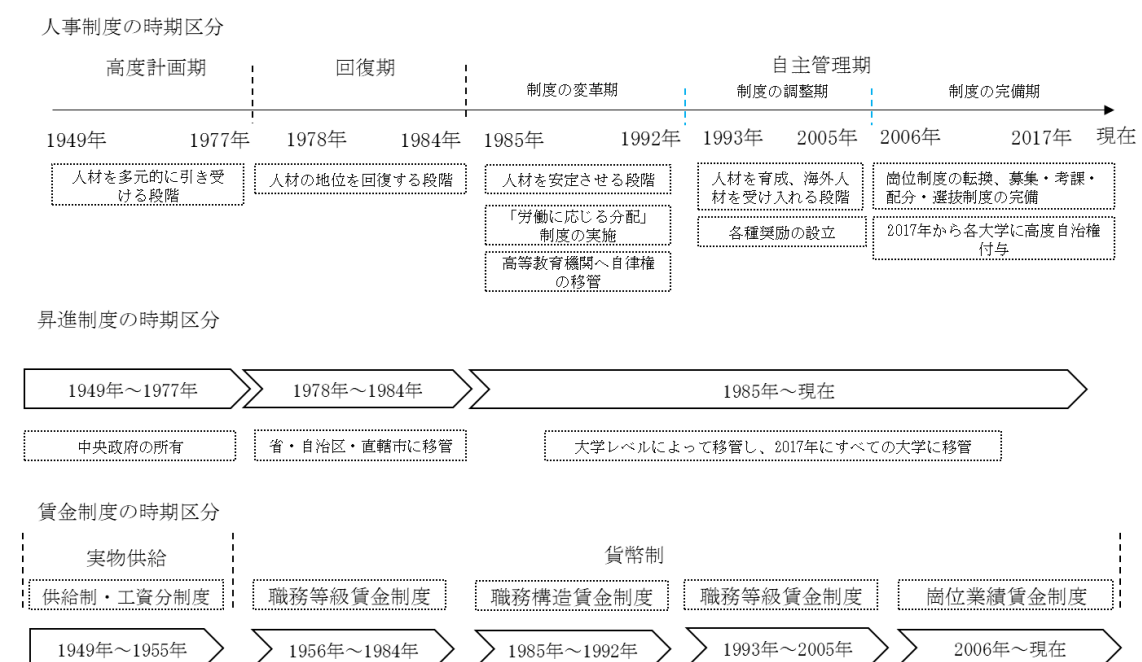 人事制度の時期区分
高度計画期
回復期
自主管理期
制度の変革期
制度の調整期
制度の完備期
1949年
1977年
1978年
1984年
1985年
1992年
1993年
2005年
2006年
2017年
現在
人材を多元的に引き受
ける段階
人材の地位を回復する段階
人材を安定させる段階
人材を育成、海外人
材を受け入れる段階
崗位制度の転換、募集・考課・
配分・選抜制度の完備
「労働に応じる分配」
制度の実施
各種奨励の設立
2017年から各大学に高度自治権
付与
高等教育機関へ自律権
の移管
昇進制度の時期区分
1949年～1977年
1978年～1984年
1985年～現在
中央政府の所有
省・自治区・直轄市に移管
大学レベルによって移管し、2017年にすべての大学に移管
賃金制度の時期区分
実物供給
貨幣制
供給制・工資分制度
職務等級賃金制度
職務構造賃金制度
職務等級賃金制度
崗位業績賃金制度
1949年～1955年
1956年～1984年
1985年～1992年
1993年～2005年
2006年～現在